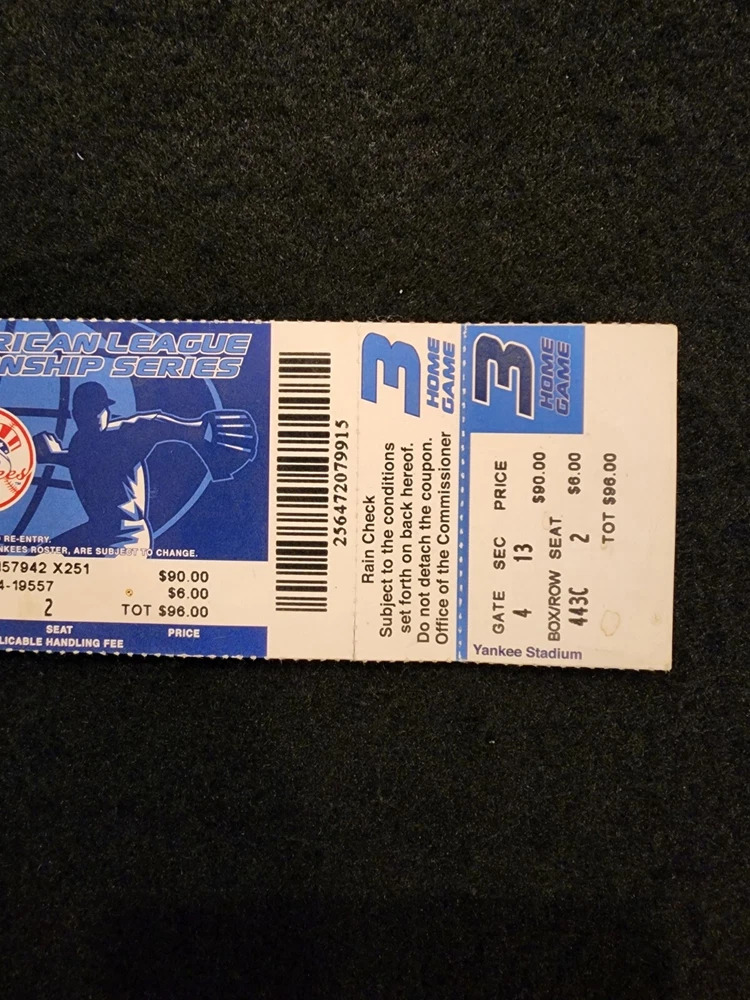 RICAN LEAGUE
NSHIP SERIES
RE-ENTRY.
NKEES ROSTER, ARE SUBJECT TO CHANGE.
57942 X251
4-19557
2
$90.00
$6.00
TOT $96.00
SEAT
PRICE
LICABLE HANDLING FEE
256472079915
3
HOME
GAME
Rain Check
Subject to the conditions
set forth on back hereof.
Do not detach the coupon.
Office of the Commissioner
3
HOME
GAME
GATE SEC PRICE
4 13 $90.00
BOX/ROW SEAT $6.00
443C 2
TOT $96.00
Yankee Stadium